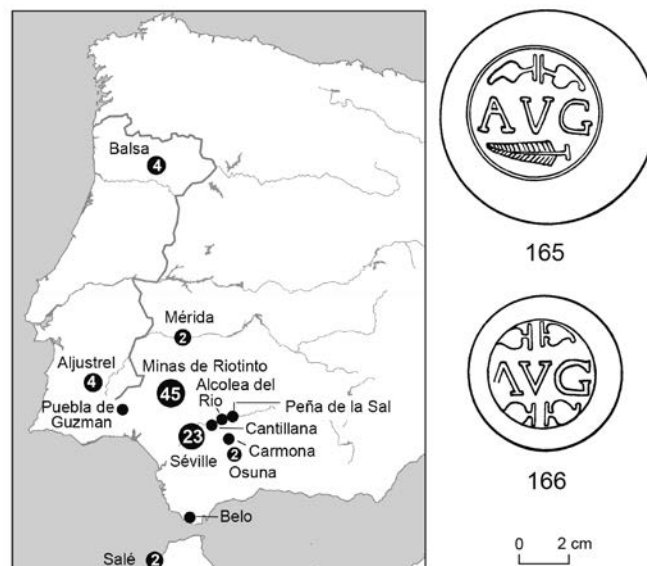 Balsa
4
Mérida
2
Aljustrel
4
Minas de Riotinto
45
Alcolea del
Rio
Peña de la Sal
Puebla de
Guzman
Cantillana
23
Séville
Carmona
2
Osuna
Belo
Salé
2
AVG
165
ΛVG
166
0 2 cm